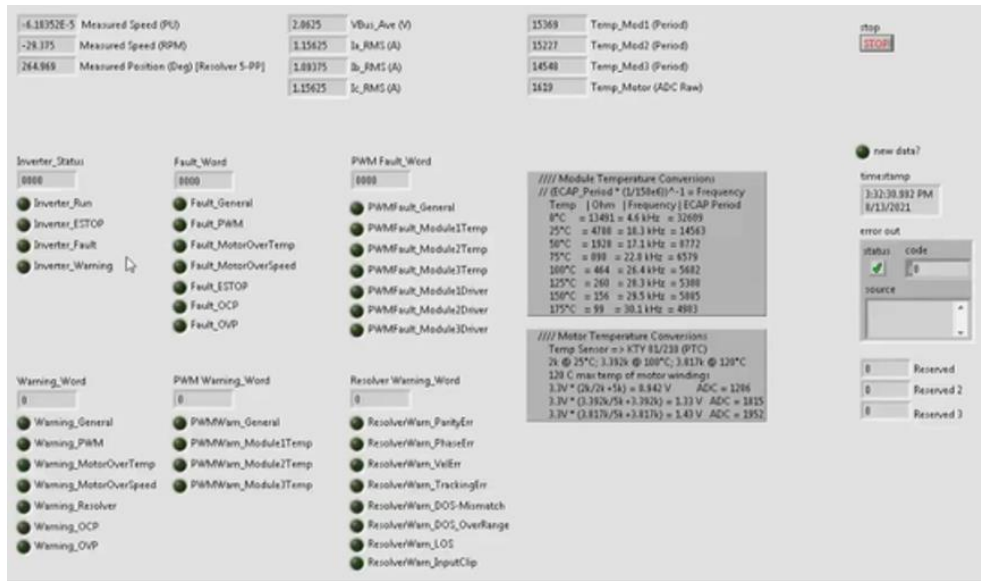 -6.10352E-5 Measured Speed (PU)
-29.375 Measured Speed (RPM)
264.969 Measured Position (Deg) [Resolver 5-PP]
2.0625 VBus_Ave (V)
1.15625 Ia_RMS (A)
1.09375 Ib_RMS (A)
1.15625 Ic_RMS (A)
15369 Temp_Mod1 (Period)
15227 Temp_Mod2 (Period)
14548 Temp_Mod3 (Period)
1619 Temp_Motor (ADC Raw)
stop
STOP
Inverter_Status
0000
Inverter_Run
Inverter_ESTOP
Inverter_Fault
Inverter_Warning
Fault_Word
0000
Fault_General
Fault_PWM
Fault_MotorOverTemp
Fault_MotorOverSpeed
Fault_ESTOP
Fault_OCP
Fault_OVP
PWM Fault_Word
0000
PWMFault_General
PWMFault_Module1Temp
PWMFault_Module2Temp
PWMFault_Module3Temp
PWMFault_Module1Driver
PWMFault_Module2Driver
PWMFault_Module3Driver
//// Module Temperature Conversions
// (ECAP_Period * (1/150e6))^-1 = Frequency
Temp | Ohm | Frequency | ECAP Period
0°C = 13491 = 4.6 kHz = 32609
25°C = 4700 = 10.3 kHz = 14563
50°C = 1928 = 17.1 kHz = 8772
75°C = 898 = 22.8 kHz = 6579
100°C = 464 = 26.4 kHz = 5682
125°C = 260 = 28.3 kHz = 5300
150°C = 156 = 29.5 kHz = 5085
175°C = 99 = 30.1 kHz = 4983
//// Motor Temperature Conversions
Temp Sensor => KTY 81/210 (PTC)
2k @ 25°C; 3.392k @ 100°C; 3.817k @ 120°C
120 C max temp of motor windings
3.3V * (2k/2k+5k) = 0.942 V ADC = 1286
3.3V * (3.392k/5k+3.392k) = 1.33 V ADC = 1815
3.3V * (3.817k/5k+3.817k) = 1.43 V ADC = 1952
new data?
timestamp
3:32:30.982 PM
8/13/2021
error out
status code
0
source
0 Reserved
0 Reserved 2
0 Reserved 3
Warning_Word
0
Warning_General
Warning_PWM
Warning_MotorOverTemp
Warning_MotorOverSpeed
Warning_Resolver
Warning_OCP
Warning_OVP
PWM Warning_Word
0
PWMWarn_General
PWMWarn_Module1Temp
PWMWarn_Module2Temp
PWMWarn_Module3Temp
Resolver Warning_Word
0
ResolverWarn_ParityErr
ResolverWarn_PhaseErr
ResolverWarn_VelErr
ResolverWarn_TrackingErr
ResolverWarn_DOS-Mismatch
ResolverWarn_DOS_OverRange
ResolverWarn_LOS
ResolverWarn_InputClip